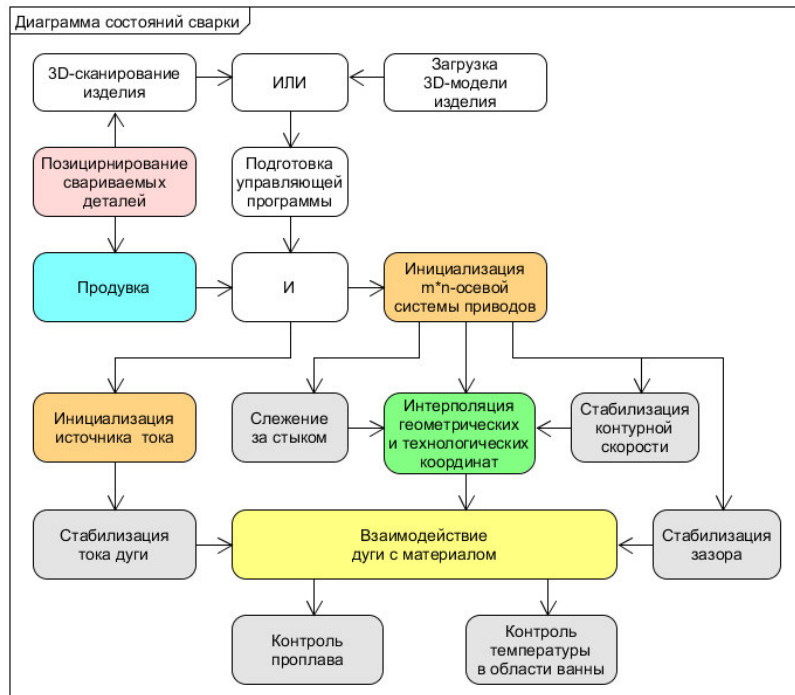 Диаграмма состояний сварки
3D-сканирование
изделия
ИЛИ
Загрузка
3D-модели
изделия
Позицирнирование
свариваемых
деталей
Подготовка
управляющей
программы
Продувка
И
Инициализация
m*n-осевой
системы приводов
Инициализация
источника тока
Слежение
за стыком
Интерполяция
геометрических
и технологических
координат
Стабилизация
контурной
скорости
Стабилизация
тока дуги
Взаимодействие
дуги с материалом
Стабилизация
зазора
Контроль
проплава
Контроль
температуры
в области ванны